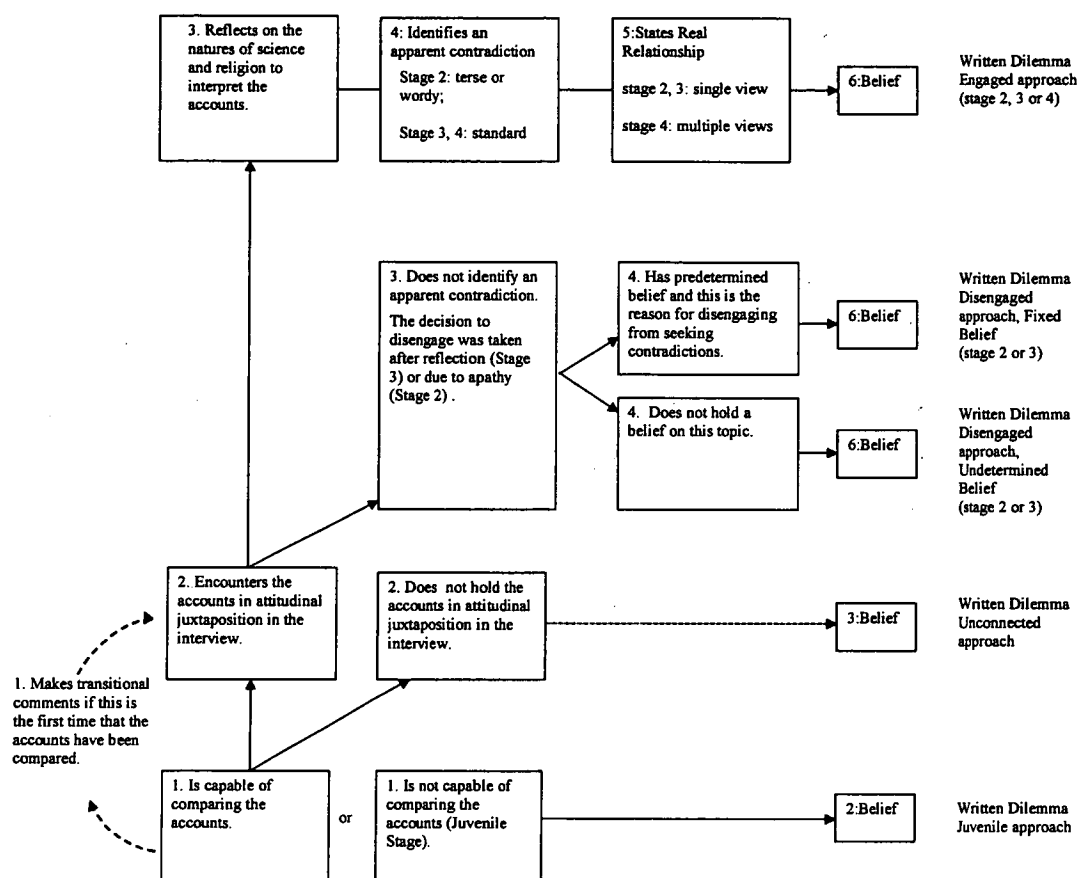 3. Reflects on the
natures of science
and religion to
interpret the
accounts.
4: Identifies an
apparent contradiction
Stage 2: terse or
wordy;
Stage 3, 4: standard
5:States Real
Relationship
stage 2, 3: single view
stage 4: multiple views
6:Belief
Written Dilemma
Engaged approach
(stage 2, 3 or 4)
3. Does not identify an
apparent contradiction.
The decision to
disengage was taken
after reflection (Stage
3) or due to apathy
(Stage 2) .
4. Has predetermined
belief and this is the
reason for disengaging
from seeking
contradictions.
6:Belief
Written Dilemma
Disengaged
approach, Fixed
Belief
(stage 2 or 3)
4. Does not hold a
belief on this topic.
6:Belief
Written Dilemma
Disengaged
approach,
Undetermined
Belief
(stage 2 or 3)
2. Encounters the
accounts in attitudinal
juxtaposition in the
interview.
2. Does not hold the
accounts in attitudinal
juxtaposition in the
interview.
3:Belief
Written Dilemma
Unconnected
approach
1. Makes transitional
comments if this is
the first time that the
accounts have been
compared.
1. Is capable of
comparing the
accounts.
or
1. Is not capable of
comparing the
accounts (Juvenile
Stage).
2:Belief
Written Dilemma
Juvenile approach